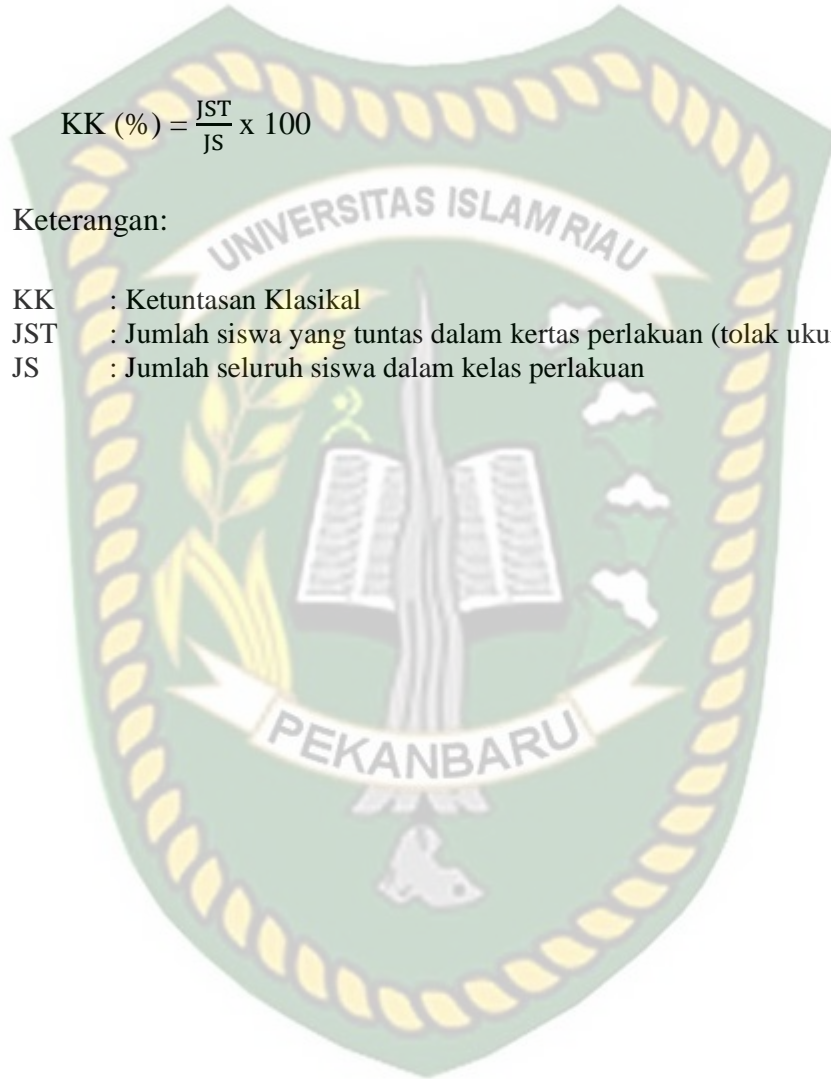 KK (%) = JST/JS x 100
UNIVERSITAS ISLAM RIAU
Keterangan:
KK : Ketuntasan Klasikal
JST : Jumlah siswa yang tuntas dalam kertas perlakuan (tolak
JS : Jumlah seluruh siswa dalam kelas perlakuan
PEKANBARU